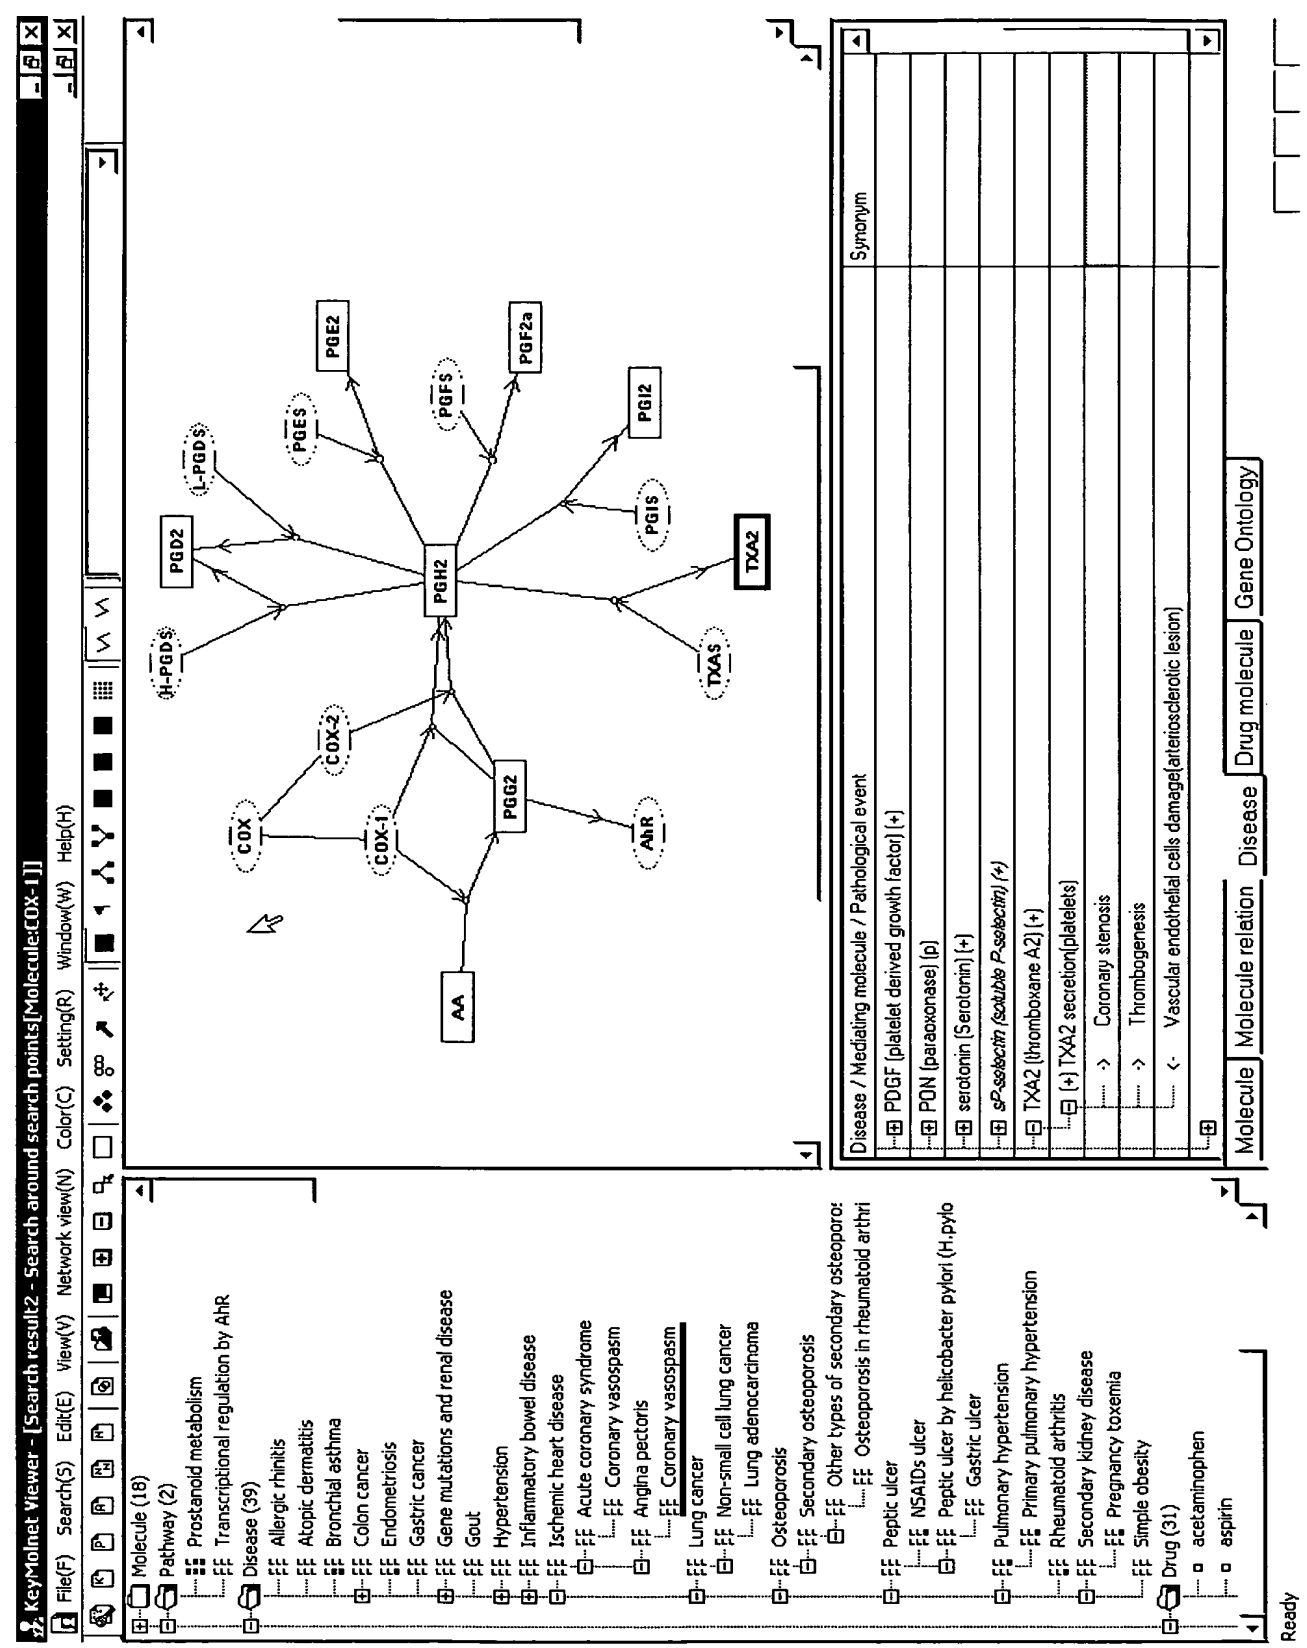 KeyMolnet Viewer - [Search result2 - Search around search points[Molecule:COX-1]]
File(F) Search(S) Edit(E) View(V) Network view(N) Color(C) Setting(R) Window(W) Help(H)
Molecule (18)
Pathway (2)
Prostanoid metabolism
Transcriptional regulation by AhR
Disease (39)
Allergic rhinitis
Atopic dermatitis
Bronchial asthma
Colon cancer
Endometriosis
Gastric cancer
Gene mutations and renal disease
Gout
Hypertension
Inflammatory bowel disease
Ischemic heart disease
Acute coronary syndrome
Coronary vasospasm
Angina pectoris
Coronary vasospasm
Lung cancer
Non-small cell lung cancer
Lung adenocarcinoma
Osteoporosis
Secondary osteoporosis
Other types of secondary osteoporos
Osteoporosis in rheumatoid arthri
Peptic ulcer
NSAIDs ulcer
Peptic ulcer by helicobacter pylori (H.pylo
Gastric ulcer
Pulmonary hypertension
Primary pulmonary hypertension
Rheumatoid arthritis
Secondary kidney disease
Pregnancy toxemia
Simple obesity
Drug (31)
acetaminophen
aspirin
H-PGDS
PGD2
L-PGDS
COX
COX-2
PGES
PGE2
COX-1
AA
PGH2
PGFS
PGG2
PGF2a
AhR
PGIS
PGI2
TXAS
TXA2
Disease / Mediating molecule / Pathological event Synonym
PDGF (platelet derived growth factor) (+)
PON (paraoxonase) (p)
serotonin (Serotonin) (+)
sP-selectin (soluble P-selectin) (+)
TXA2 (thromboxane A2) (+)
(+) TXA2 secretion(platelets)
-> Coronary stenosis
-> Thrombogenesis
<- Vascular endothelial cells damage(arteriosclerotic lesion)
Molecule Molecule relation Disease Drug molecule Gene Ontology
Ready